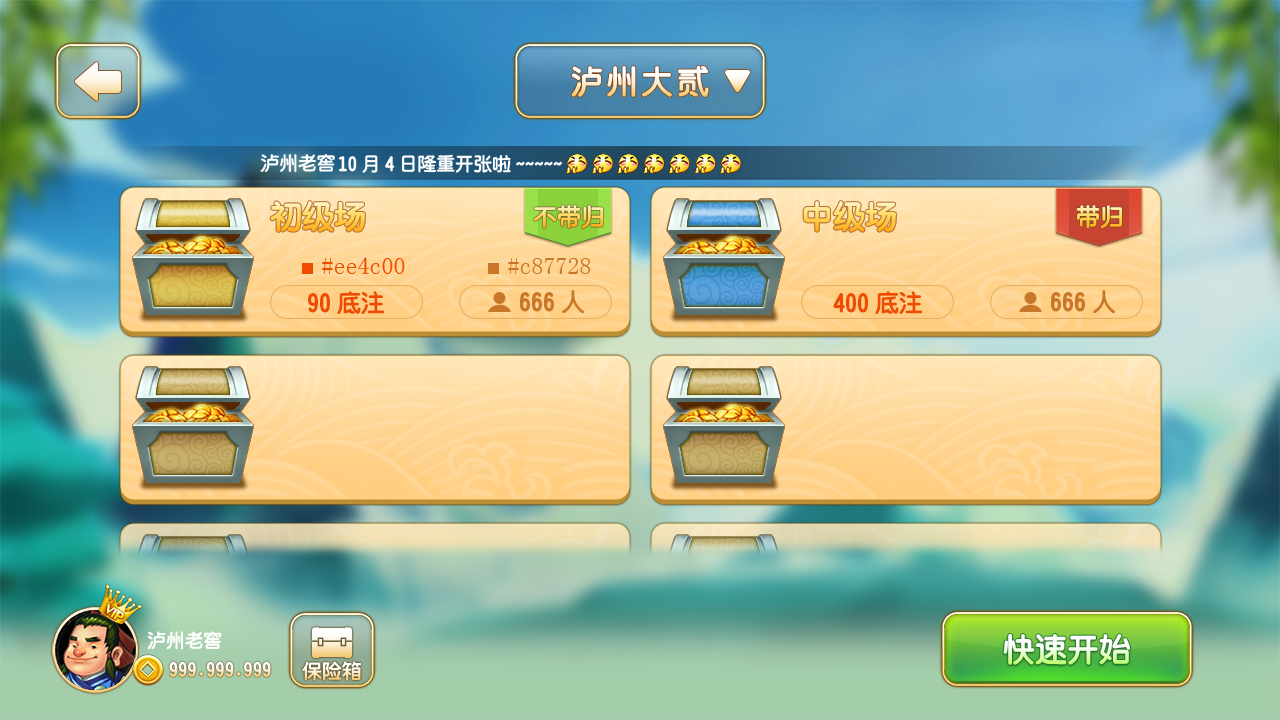 泸州大贰
泸州老窖10 月 4 日隆重开张啦 ~~~~~
初级场
不带归
#ee4c00
#c87728
90 底注
666 人
中级场
带归
400 底注
666 人
VIP
泸州老窖
999.999.999
保险箱
快速开始